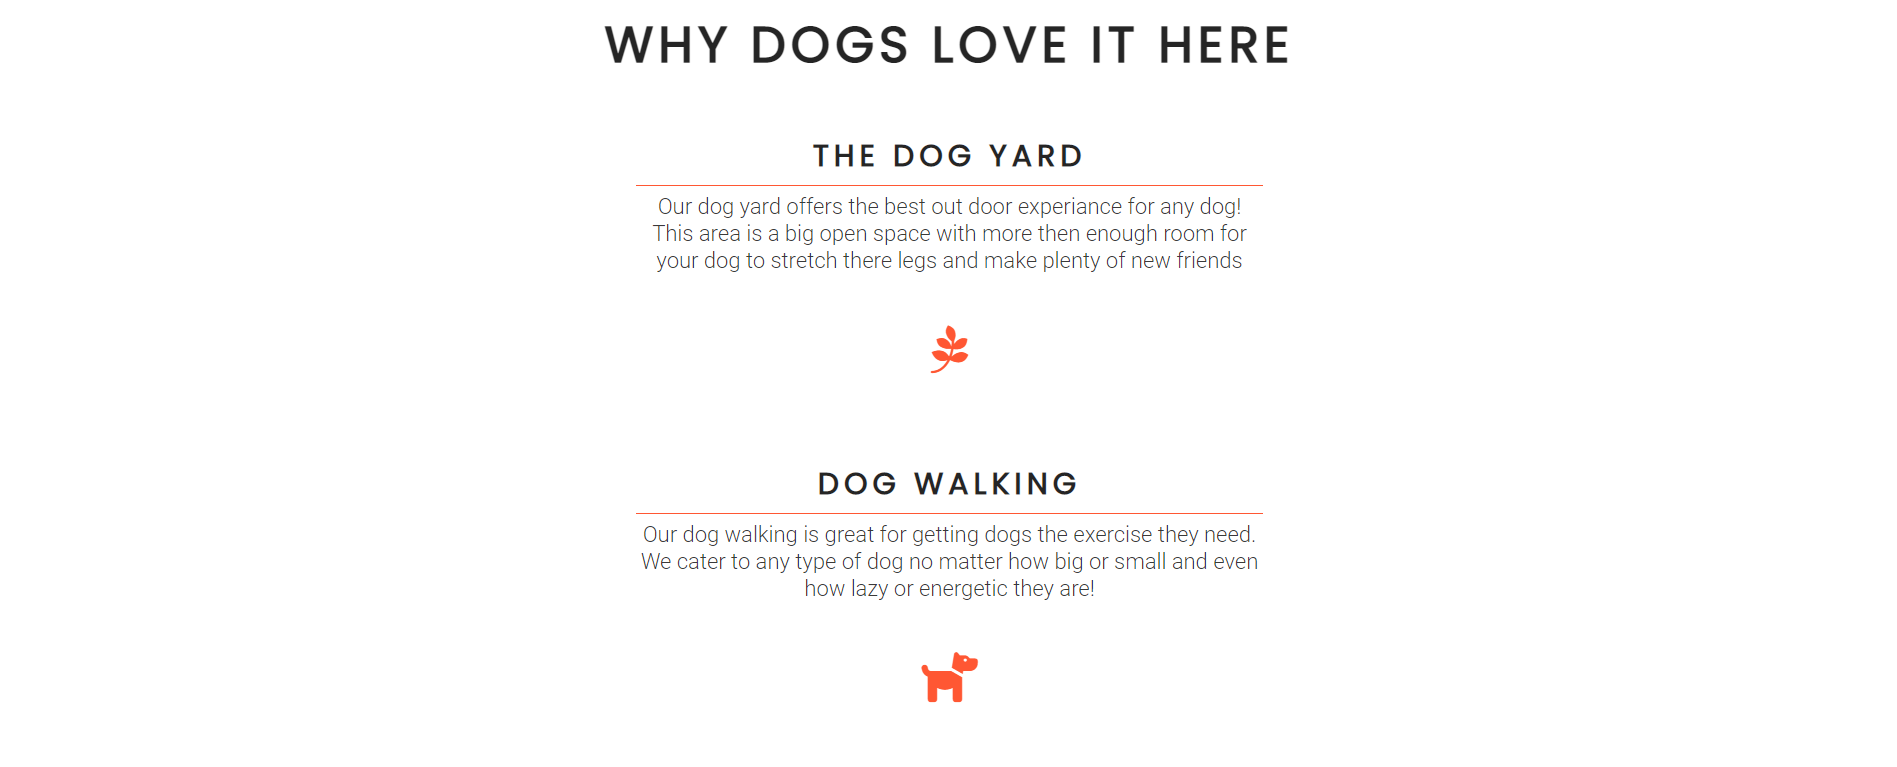 WHY DOGS LOVE IT HERE
THE DOG YARD
Our dog yard offers the best out door experiance for any dog!
This area is a big open space with more then enough room for
your dog to stretch there legs and make plenty of new friends
DOG WALKING
Our dog walking is great for getting dogs the exercise they need.
We cater to any type of dog no matter how big or small and even
how lazy or energetic they are!